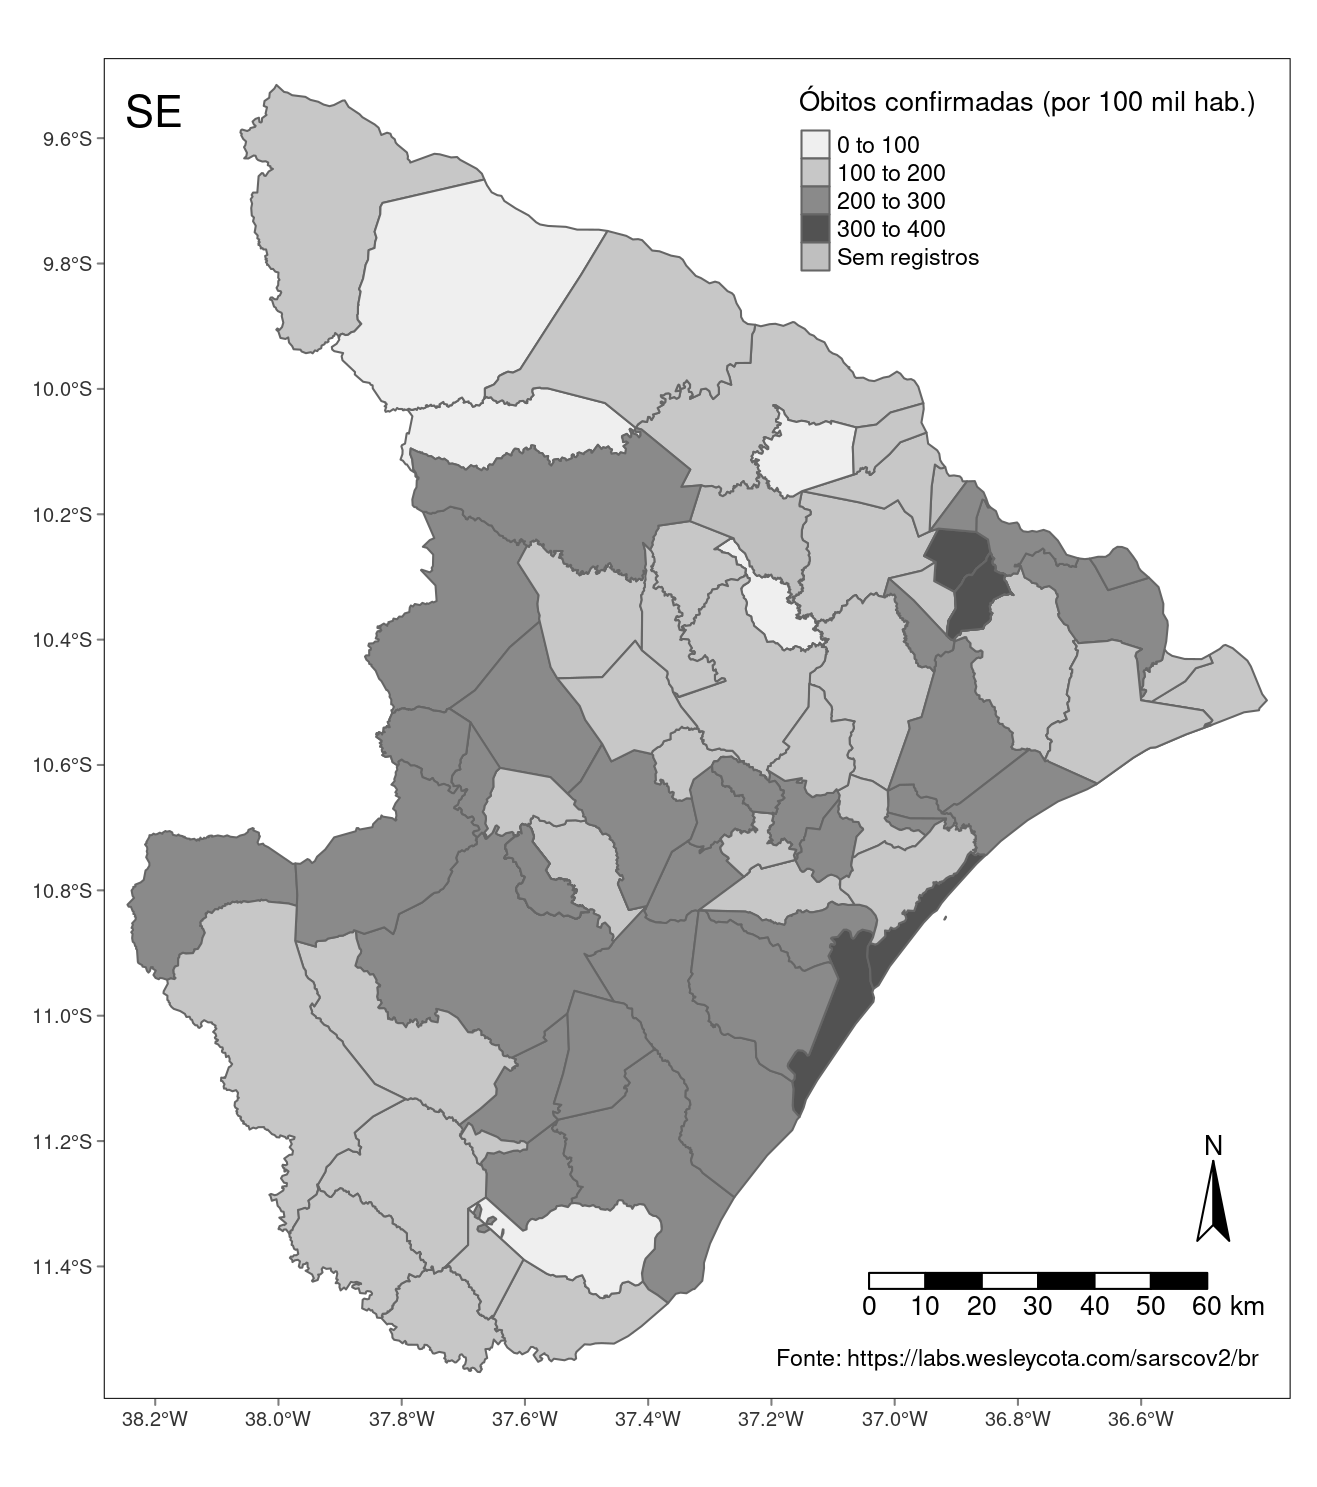 SE
Óbitos confirmadas (por 100 mil hab.)
0 to 100
100 to 200
200 to 300
300 to 400
Sem registros
9.6°S
9.8°S
10.0°S
10.2°S
10.4°S
10.6°S
10.8°S
11.0°S
11.2°S
11.4°S
N
0 10 20 30 40 50 60 km
Fonte: https://labs.wesleycota.com/sarscov2/br
38.2°W 38.0°W 37.8°W 37.6°W 37.4°W 37.2°W 37.0°W 36.8°W 36.6°W